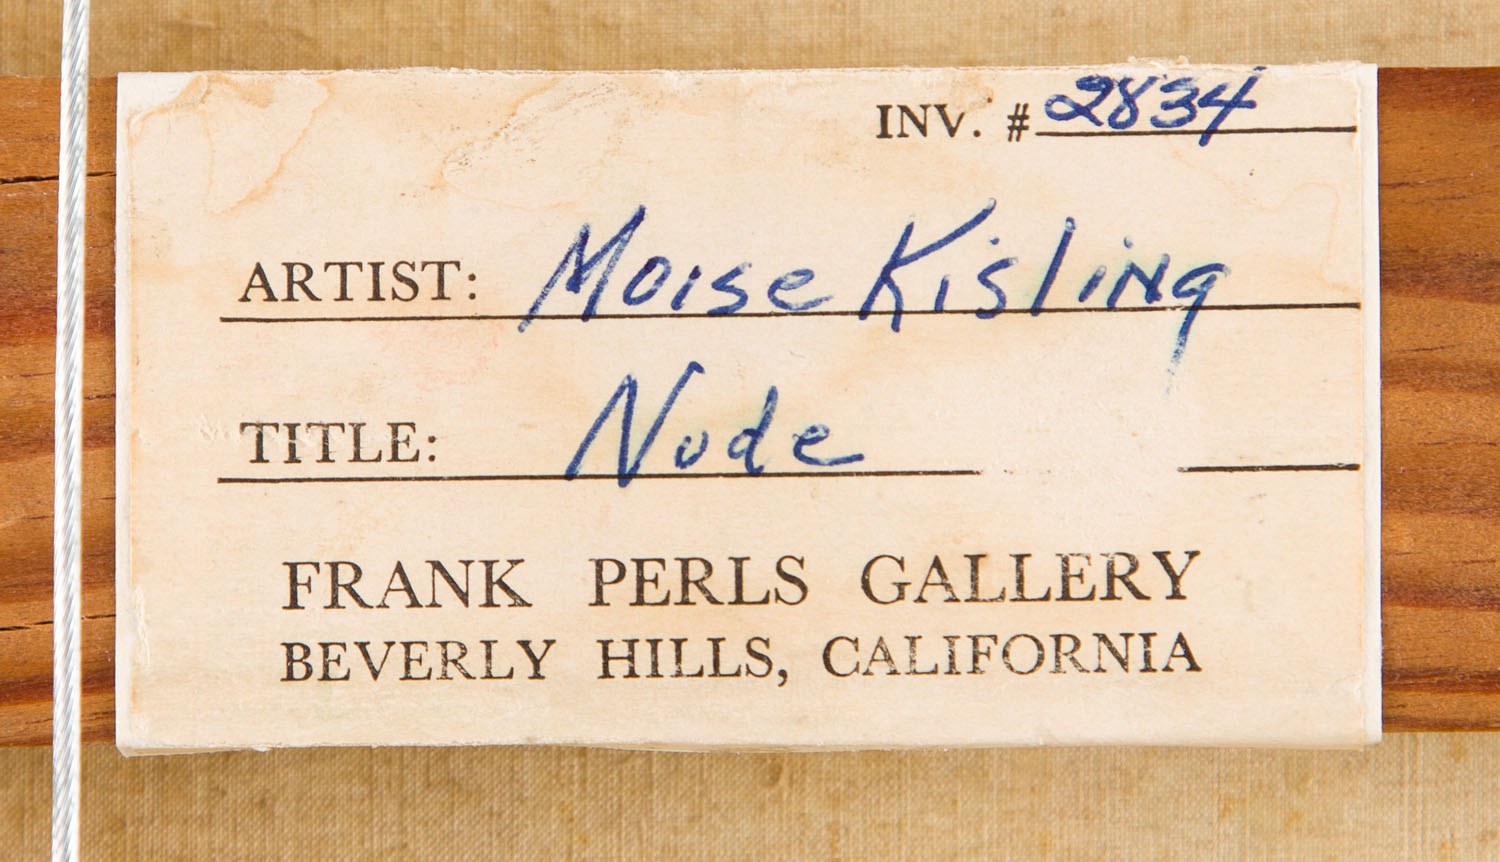 INV. # 2834
ARTIST: Moise Kisling
TITLE: Nude
FRANK PERLS GALLERY
BEVERLY HILLS, CALIFORNIA